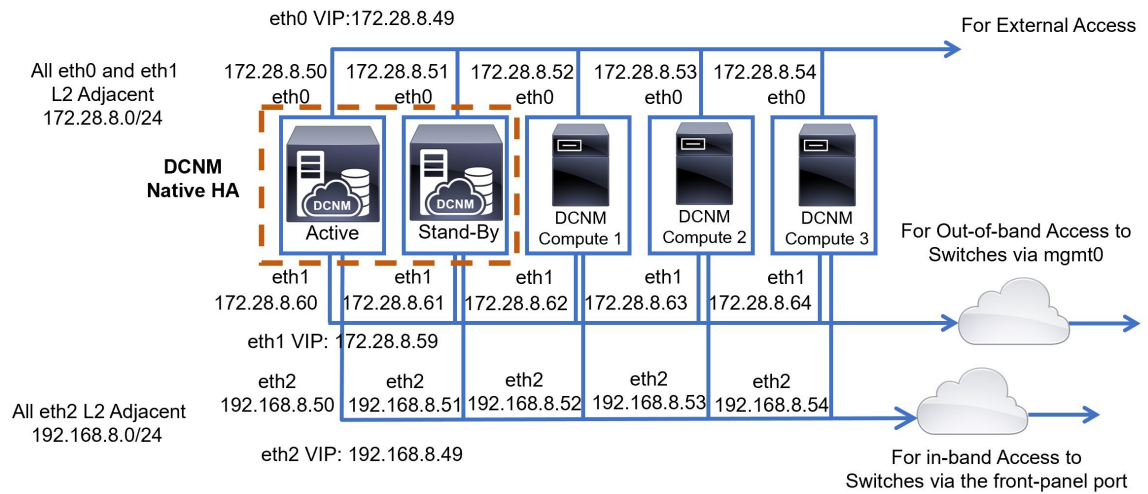 eth0 VIP:172.28.8.49
For External Access
All eth0 and eth1
L2 Adjacent
172.28.8.0/24
172.28.8.50 172.28.8.51 172.28.8.52 172.28.8.53 172.28.8.54
eth0 eth0 eth0 eth0 eth0
DCNM
Native HA
DCNM
Active
DCNM
Stand-By
DCNM
Compute 1
DCNM
Compute 2
DCNM
Compute 3
For Out-of-band Access to
Switches via mgmt0
eth1 eth1 eth1 eth1 eth1
172.28.8.60 172.28.8.61 172.28.8.62 172.28.8.63 172.28.8.64
eth1 VIP: 172.28.8.59
eth2 eth2 eth2 eth2 eth2
192.168.8.50 192.168.8.51 192.168.8.52 192.168.8.53 192.168.8.54
All eth2 L2 Adjacent
192.168.8.0/24
eth2 VIP: 192.168.8.49
For in-band Access to
Switches via the front-panel port